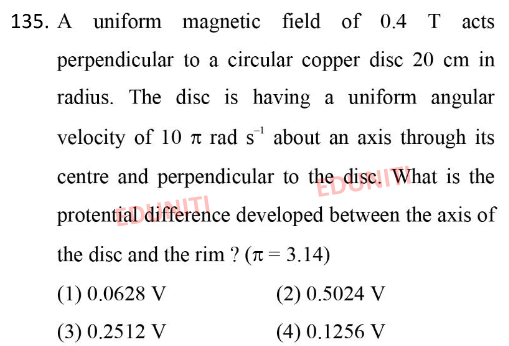 135. A uniform magnetic field of 0.4 T acts
perpendicular to a circular copper disc 20 cm in
radius. The disc is having a uniform angular
velocity of 10 π rad s⁻¹ about an axis through its
centre and perpendicular to the disc. What is the
protential difference developed between the axis of
the disc and the rim ? (π = 3.14)
(1) 0.0628 V (2) 0.5024 V
(3) 0.2512 V (4) 0.1256 V
EDUNITI
EDUNITI